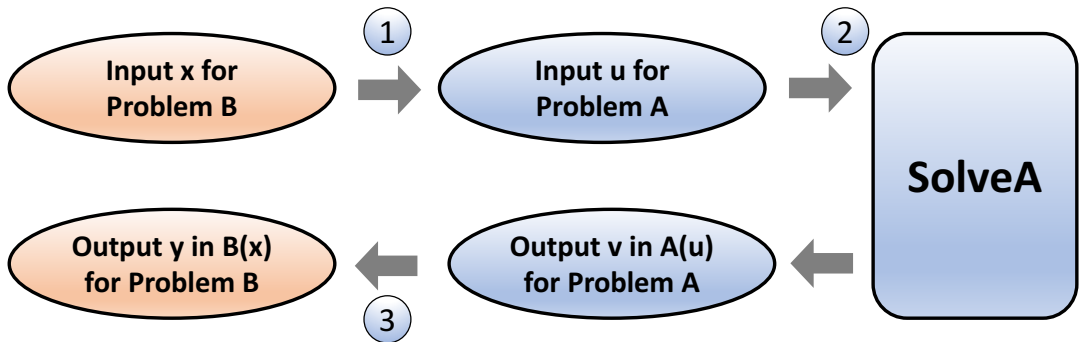 1
2
Input x for
Problem B
Input u for
Problem A
SolveA
Output y in B(x)
for Problem B
Output v in A(u)
for Problem A
3